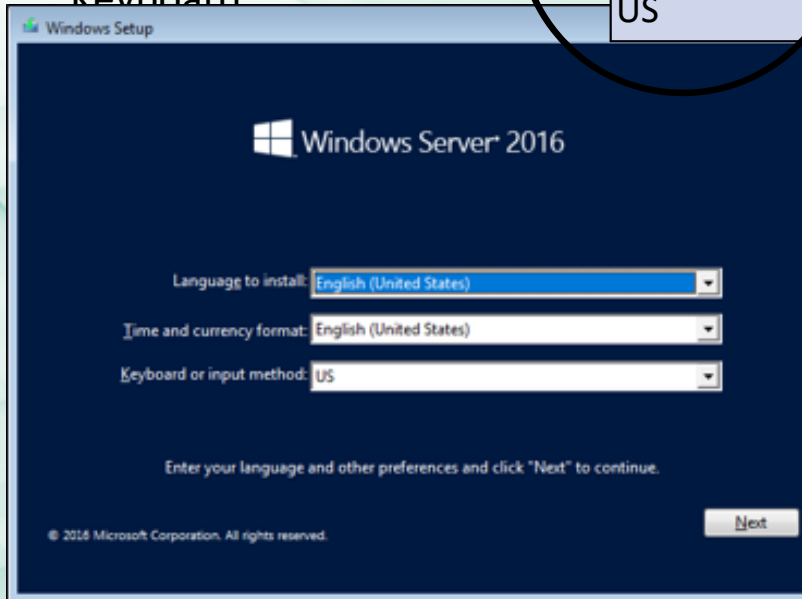 Keyboard
US
Windows Setup
Windows Server 2016
Language to install: English (United States)
Time and currency format: English (United States)
Keyboard or input method: US
Enter your language and other preferences and click "Next" to continue.
Next
© 2016 Microsoft Corporation. All rights reserved.